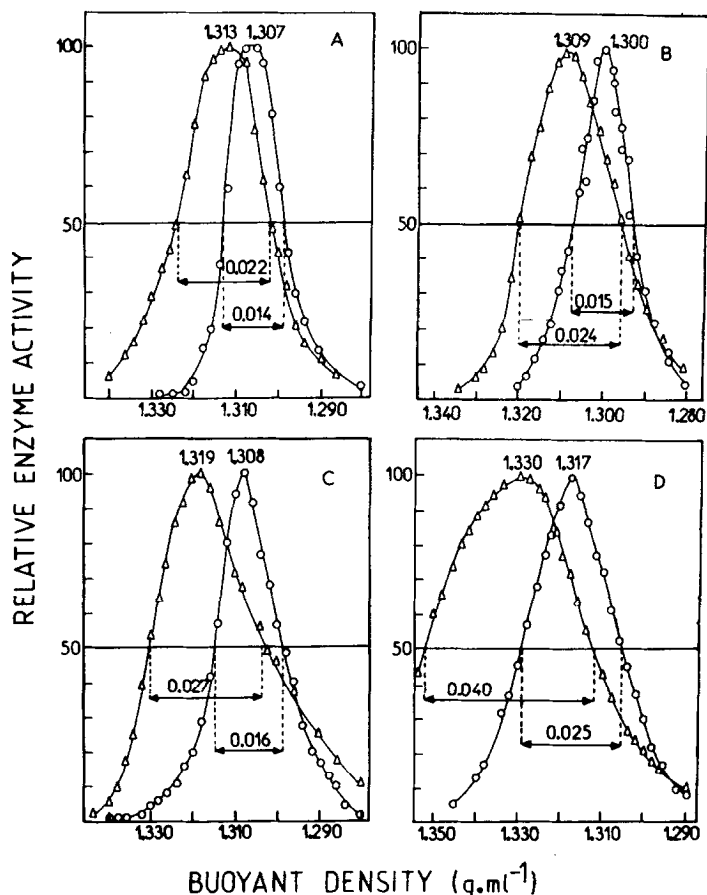 1.313 1.307 A
100
50
0.022
0.014
1.330 1.310 1.290
1.309 1.300 B
100
50
0.015
0.024
1.340 1.320 1.300 1.280
1.319 1.308 C
100
50
0.027
0.016
1.330 1.310 1.290
1.330 1.317 D
100
50
0.040
0.025
1.350 1.330 1.310 1.290
RELATIVE ENZYME ACTIVITY
BUOYANT DENSITY (g.ml⁻¹)